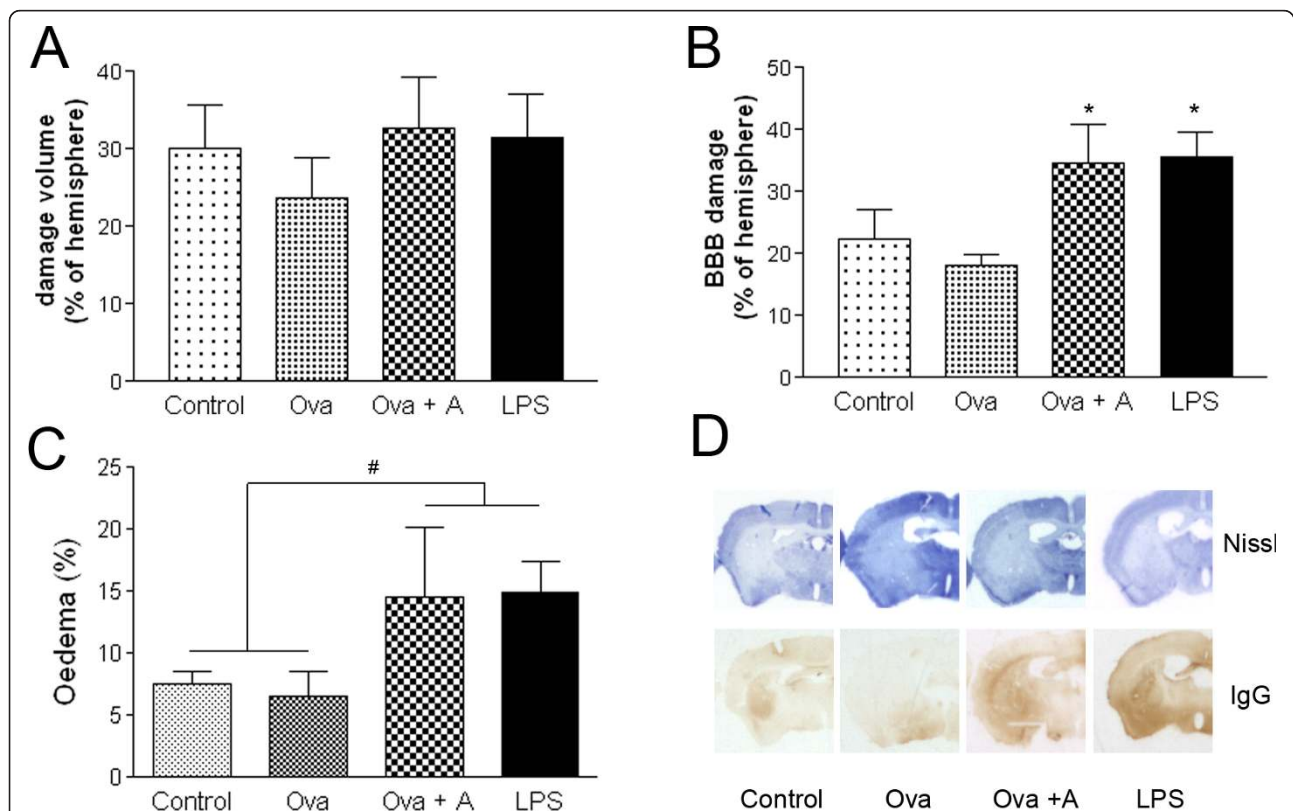 A
damage volume
(% of hemisphere)
40
30
20
10
0
Control Ova Ova + A LPS
B
BBB damage
(% of hemisphere)
50
40
30
20
10
0
* *
Control Ova Ova + A LPS
C
Oedema (%)
25
20
15
10
5
0
#
Control Ova Ova + A LPS
D
Nissl
IgG
Control Ova Ova +A LPS